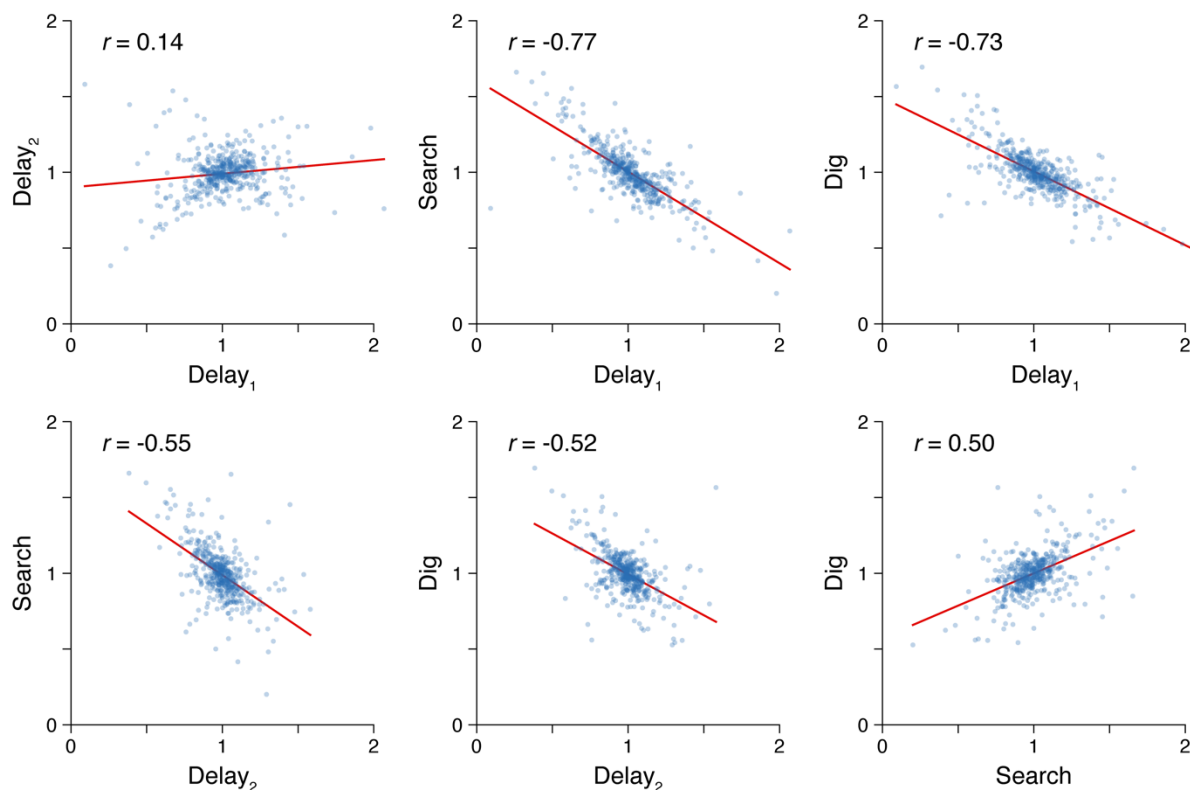 r = 0.14
2
1
0
Delay₂
0 1 2
Delay₁
r = -0.77
2
1
0
Search
0 1 2
Delay₁
r = -0.73
2
1
0
Dig
0 1 2
Delay₁
r = -0.55
2
1
0
Search
0 1 2
Delay₂
r = -0.52
2
1
0
Dig
0 1 2
Delay₂
r = 0.50
2
1
0
Dig
0 1 2
Search